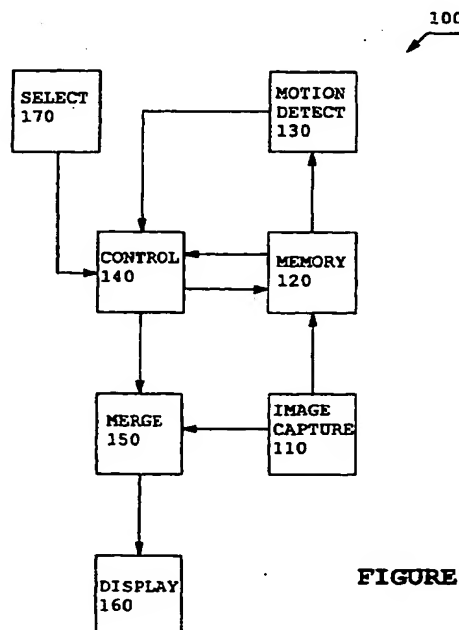 100
SELECT
170
MOTION
DETECT
130
CONTROL
140
MEMORY
120
MERGE
150
IMAGE
CAPTURE
110
DISPLAY
160
FIGURE